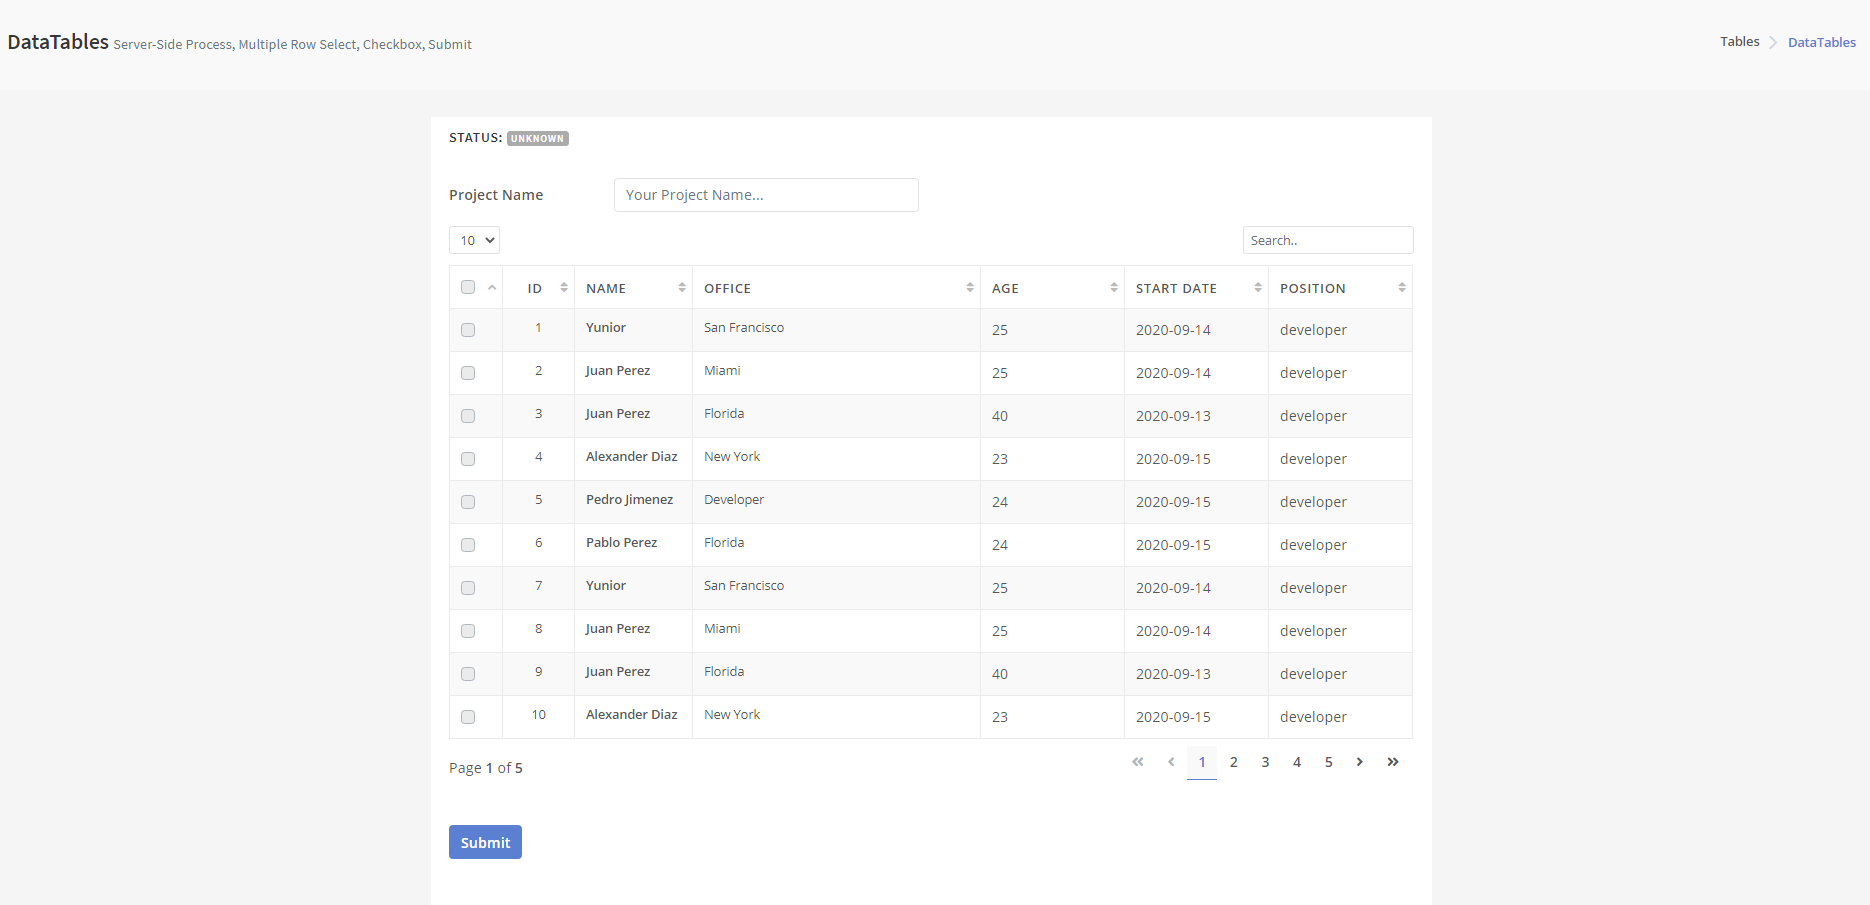 DataTables Server-Side Process, Multiple Row Select, Checkbox, Submit
Tables DataTables
STATUS: UNKNOWN
Project Name Your Project Name...
10 Search..
ID NAME OFFICE AGE START DATE POSITION
1 Yunior San Francisco 25 2020-09-14 developer
2 Juan Perez Miami 25 2020-09-14 developer
3 Juan Perez Florida 40 2020-09-13 developer
4 Alexander Diaz New York 23 2020-09-15 developer
5 Pedro Jimenez Developer 24 2020-09-15 developer
6 Pablo Perez Florida 24 2020-09-15 developer
7 Yunior San Francisco 25 2020-09-14 developer
8 Juan Perez Miami 25 2020-09-14 developer
9 Juan Perez Florida 40 2020-09-13 developer
10 Alexander Diaz New York 23 2020-09-15 developer
Page 1 of 5 « ‹ 1 2 3 4 5 › »
Submit